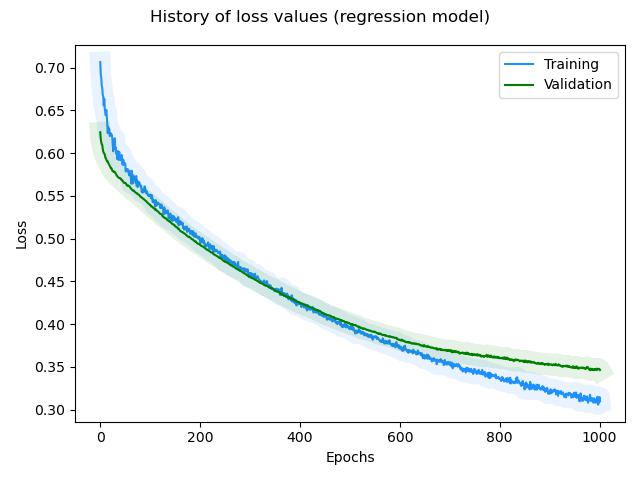 History of loss values (regression model)
Training
Validation
0.70
0.65
0.60
0.55
0.50
0.45
0.40
0.35
0.30
Loss
0 200 400 600 800 1000
Epochs